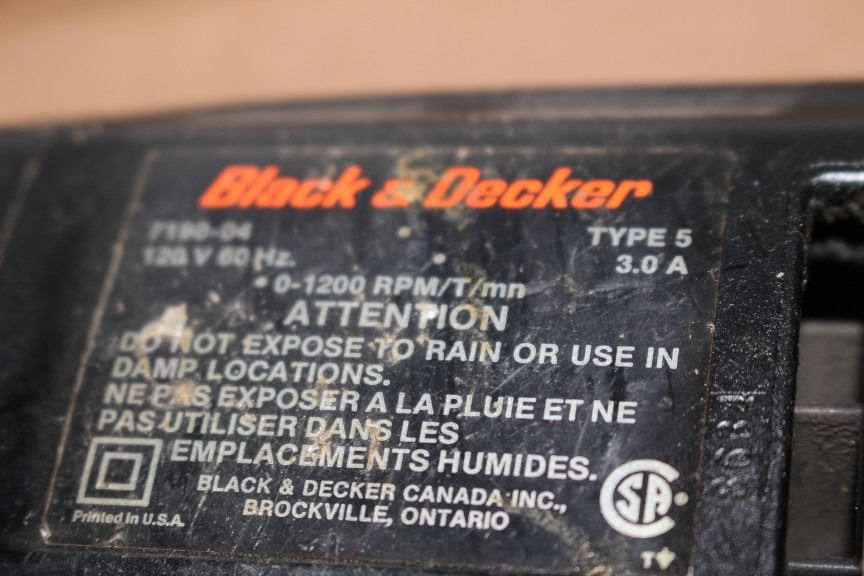 Black & Decker
7190-04 TYPE 5
120 V 60 Hz. 3.0 A
0-1200 RPM/T/mn
ATTENTION
DO NOT EXPOSE TO RAIN OR USE IN
DAMP LOCATIONS.
NE PAS EXPOSER A LA PLUIE ET NE
PAS UTILISER DANS LES
EMPLACEMENTS HUMIDES.
BLACK & DECKER CANADA INC.,
BROCKVILLE, ONTARIO
Printed in U.S.A.
SA